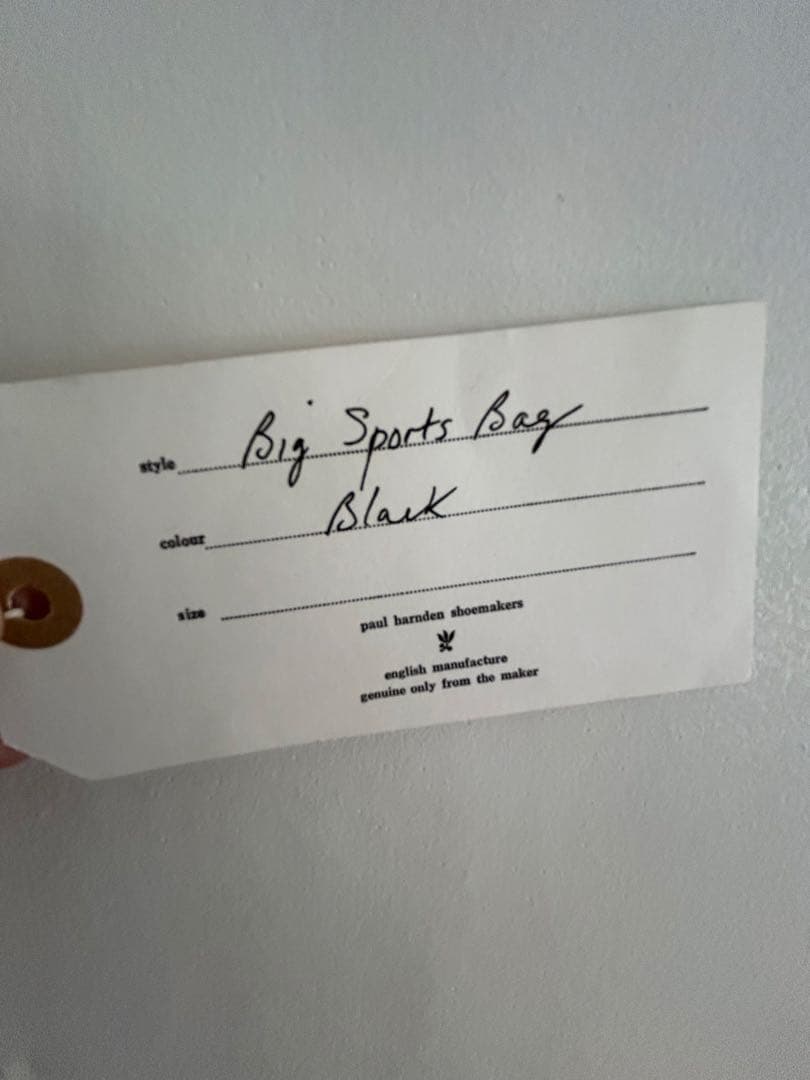 style Big Sports Bag
colour Black
size
paul harnden shoemakers
english manufacture
genuine only from the maker